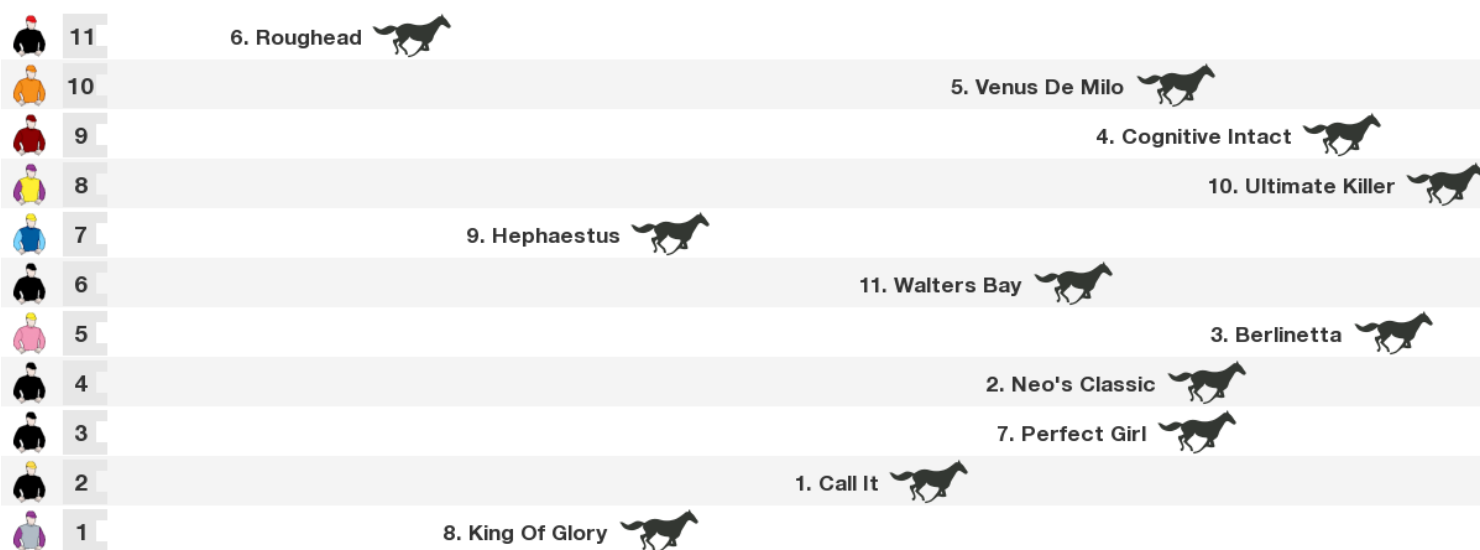 11 6. Roughead
10 5. Venus De Milo
9 4. Cognitive Intact
8 10. Ultimate Killer
7 9. Hephaestus
6 11. Walters Bay
5 3. Berlinetta
4 2. Neo's Classic
3 7. Perfect Girl
2 1. Call It
1 8. King Of Glory